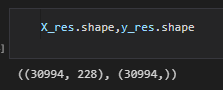 X_res.shape,y_res.shape
]
((30994, 228), (30994,))